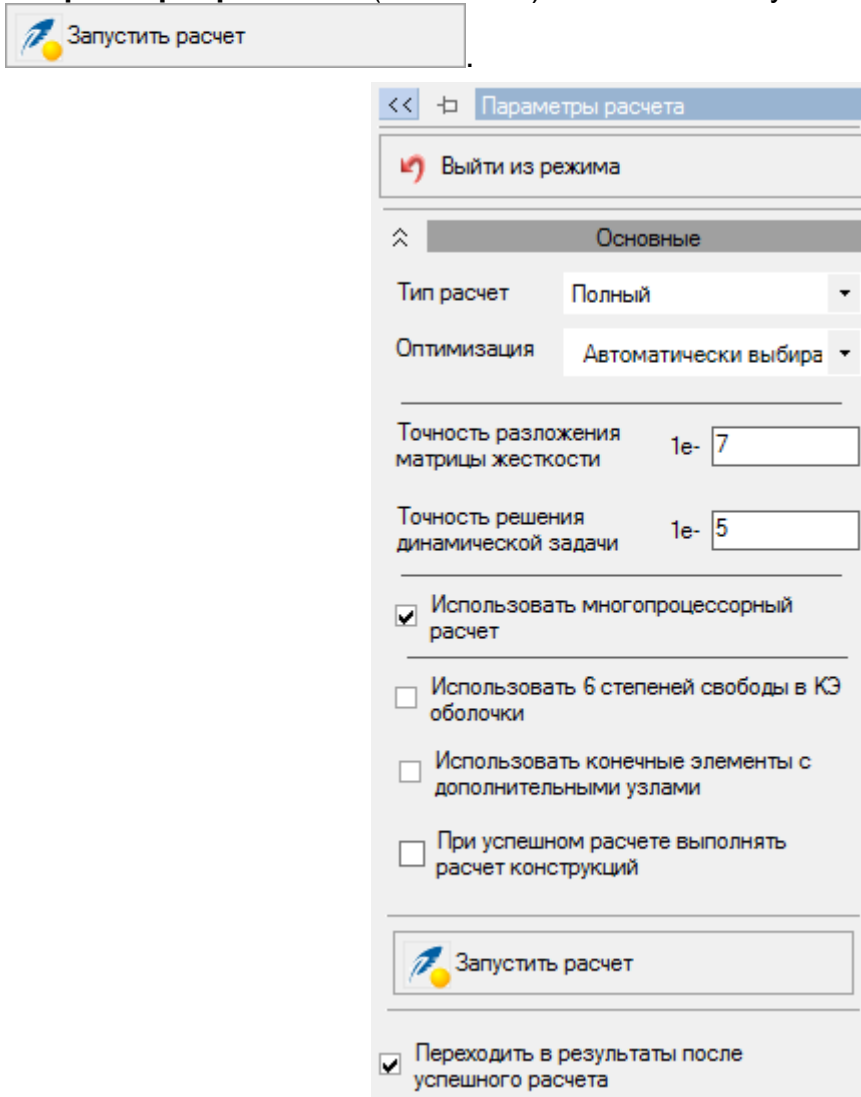 Запустить расчет
.
<< Параметры расчета
Выйти из режима
Основные
Тип расчет Полный
Оптимизация Автоматически выбира
Точность разложения
матрицы жесткости 1e- 7
Точность решения
динамической задачи 1e- 5
Использовать многопроцессорный
расчет
Использовать 6 степеней свободы в КЭ
оболочки
Использовать конечные элементы с
дополнительными узлами
При успешном расчете выполнять
расчет конструкций
Запустить расчет
Переходить в результаты после
успешного расчета